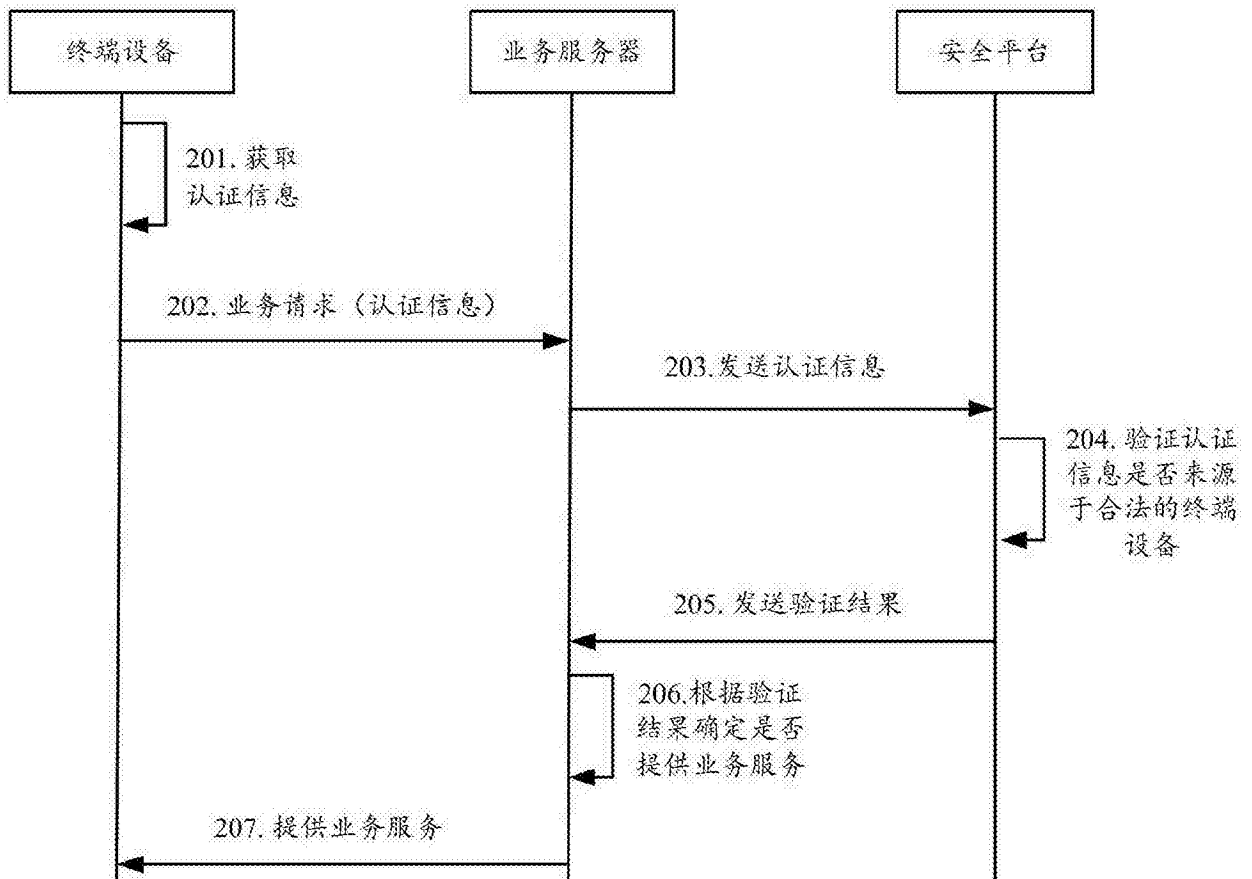 终端设备
业务服务器
安全平台
201. 获取
认证信息
202. 业务请求（认证信息）
203.发送认证信息
204. 验证认证
信息是否来源
于合法的终端
设备
205. 发送验证结果
206.根据验证
结果确定是否
提供业务服务
207. 提供业务服务